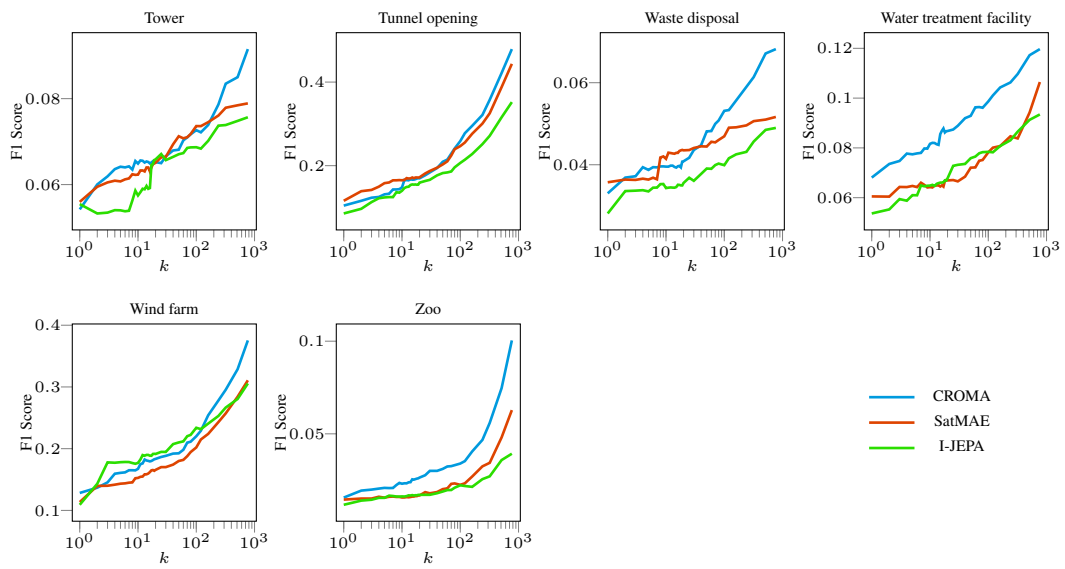 Tower
Tunnel opening
Waste disposal
Water treatment facility
F1 Score
0.08
0.06
10^0
10^1
10^2
10^3
k
F1 Score
0.4
0.2
10^0
10^1
10^2
10^3
k
F1 Score
0.06
0.04
10^0
10^1
10^2
10^3
k
F1 Score
0.12
0.1
0.08
0.06
10^0
10^1
10^2
10^3
k
Wind farm
Zoo
F1 Score
0.4
0.3
0.2
0.1
10^0
10^1
10^2
10^3
k
F1 Score
0.1
0.05
10^0
10^1
10^2
10^3
k
CROMA
SatMAE
I-JEPA